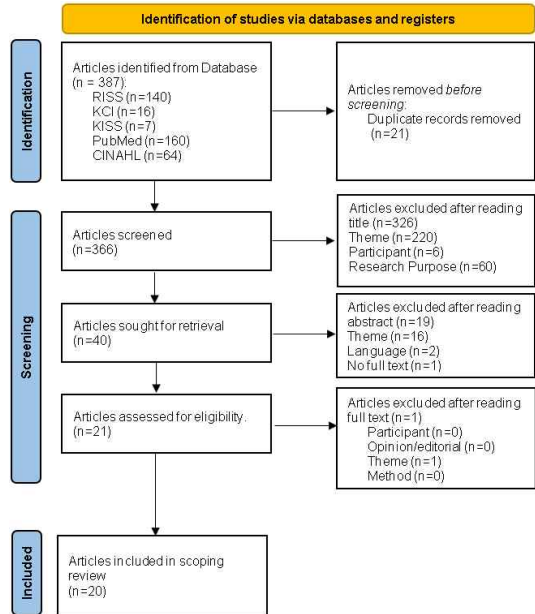 Identification of studies via databases and registers
Identification
Articles identified from Database
(n = 387):
RISS (n=140)
KCI (n=16)
KISS (n=7)
PubMed (n=160)
CINAHL (n=64)
Articles removed before
screening:
Duplicate records removed
(n=21)
Screening
Articles screened
(n=366)
Articles excluded after reading
title (n=326)
Theme (n=220)
Participant (n=6)
Research Purpose (n=60)
Articles sought for retrieval
(n=40)
Articles excluded after reading
abstract (n=19)
Theme (n=16)
Language (n=2)
No full text (n=1)
Articles assessed for eligibility.
(n=21)
Articles excluded after reading
full text (n=1)
Participant (n=0)
Opinion/editorial (n=0)
Theme (n=1)
Method (n=0)
Included
Articles included in scoping
review
(n=20)